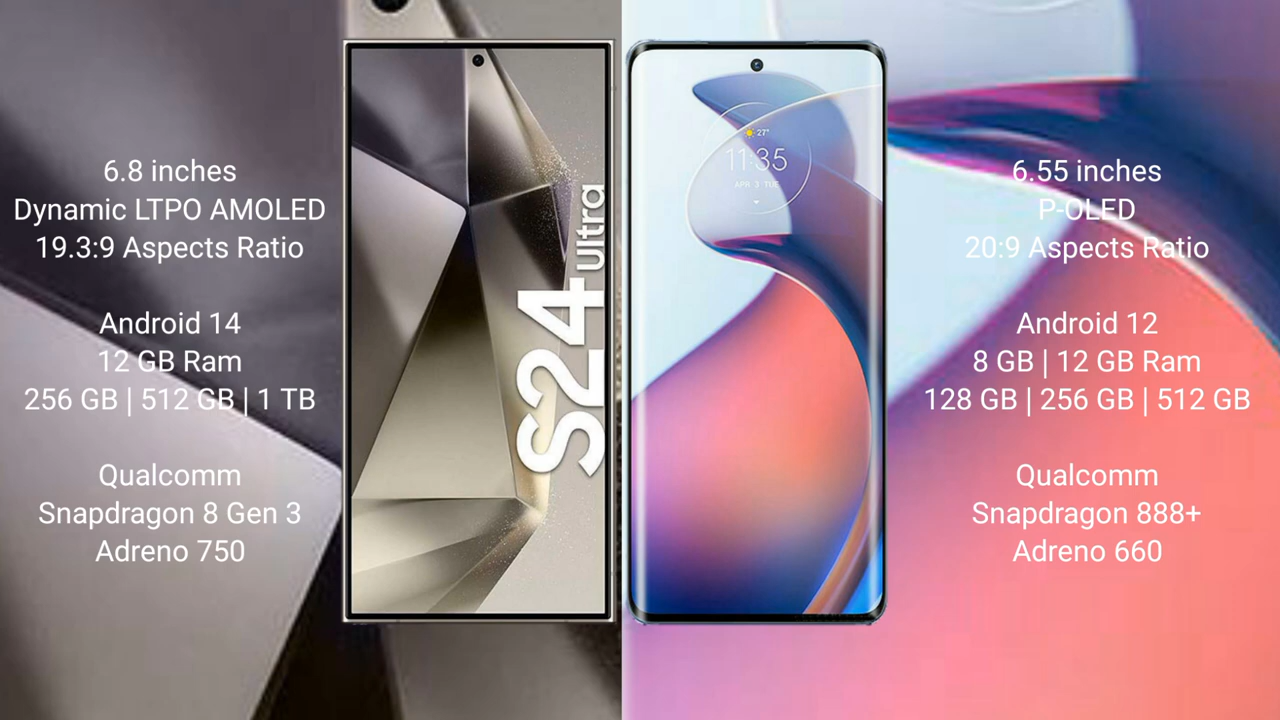 6.8 inches
Dynamic LTPO AMOLED
19.3:9 Aspects Ratio
Android 14
12 GB Ram
256 GB | 512 GB | 1 TB
Qualcomm
Snapdragon 8 Gen 3
Adreno 750
S24 ultra
27°
11:35
APR 3 TUE
6.55 inches
P-OLED
20:9 Aspects Ratio
Android 12
8 GB | 12 GB Ram
128 GB | 256 GB | 512 GB
Qualcomm
Snapdragon 888+
Adreno 660